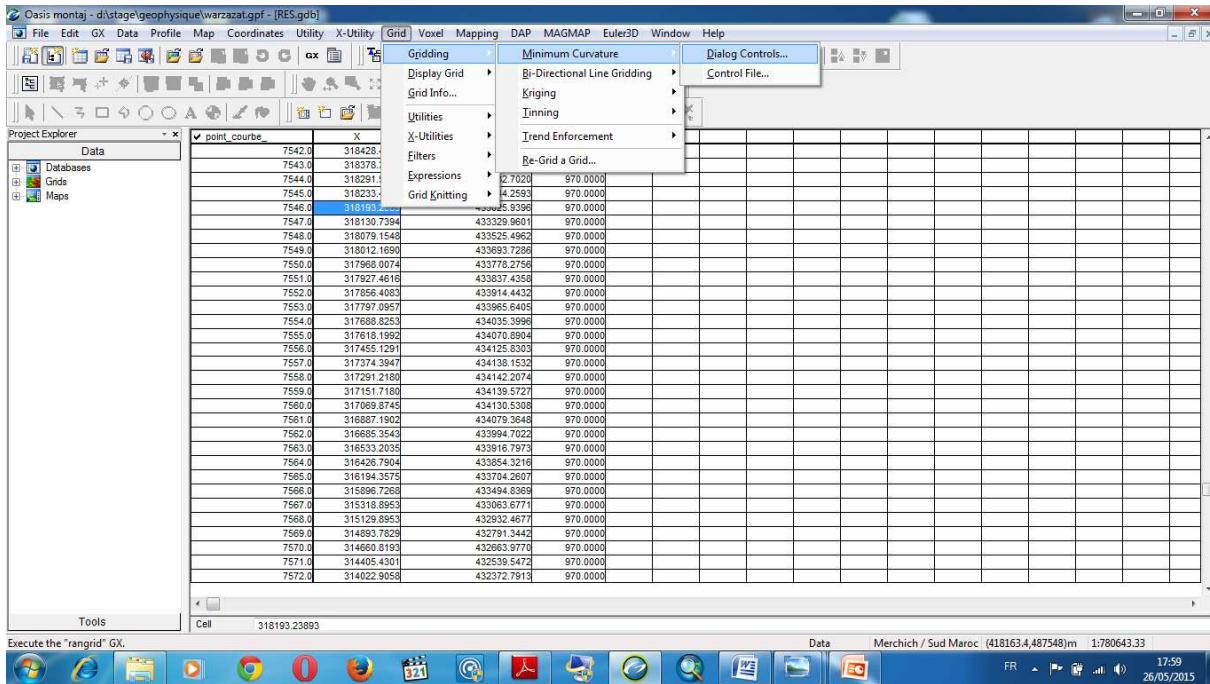 Oasis montaj - d:\stage\geophysique\warzazat.gpf - [RES.gdb]
File Edit GX Data Profile Map Coordinates Utility X-Utility Grid Voxel Mapping DAP MAGMAP Euler3D Window Help
GX
Gridding
Display Grid
Grid Info...
Utilities
X-Utilities
Filters
Expressions
Grid Knitting
Minimum Curvature
Bi-Directional Line Gridding
Kriging
Tinning
Trend Enforcement
Re-Grid a Grid...
Dialog Controls...
Control File...
Project Explorer
Data
Databases
Grids
Maps
Tools
point_courbe_ X
7542.0 318428.
7543.0 318378.
7544.0 318291. 2.7020 970.0000
7545.0 318233. 4.2593 970.0000
7546.0 318193. 25.9396 970.0000
7547.0 318130.7394 433329.9601 970.0000
7548.0 318079.1548 433525.4962 970.0000
7549.0 318012.1690 433693.7286 970.0000
7550.0 317968.0074 433778.2756 970.0000
7551.0 317927.4616 433837.4358 970.0000
7552.0 317856.4083 433914.4432 970.0000
7553.0 317797.0957 433965.6405 970.0000
7554.0 317688.8253 434035.3996 970.0000
7555.0 317618.1992 434070.8904 970.0000
7556.0 317455.1291 434125.8303 970.0000
7557.0 317374.3947 434138.1532 970.0000
7558.0 317291.2180 434142.2074 970.0000
7559.0 317151.7180 434139.5727 970.0000
7560.0 317069.8745 434130.5308 970.0000
7561.0 316887.1902 434079.3648 970.0000
7562.0 316685.3543 433994.7022 970.0000
7563.0 316533.2035 433916.7973 970.0000
7564.0 316426.7904 433854.3216 970.0000
7565.0 316194.3575 433704.2607 970.0000
7566.0 315896.7268 433494.8369 970.0000
7567.0 315318.8953 433063.6771 970.0000
7568.0 315129.8953 432932.4677 970.0000
7569.0 314893.7829 432791.3442 970.0000
7570.0 314660.8193 432663.9770 970.0000
7571.0 314405.4301 432539.5472 970.0000
7572.0 314022.9058 432372.7913 970.0000
Cell 318193.23893
Execute the "rangrid" GX. Data Merchich / Sud Maroc (418163.4,487548)m 1:780643.33
321
FR 17:59
26/05/2015